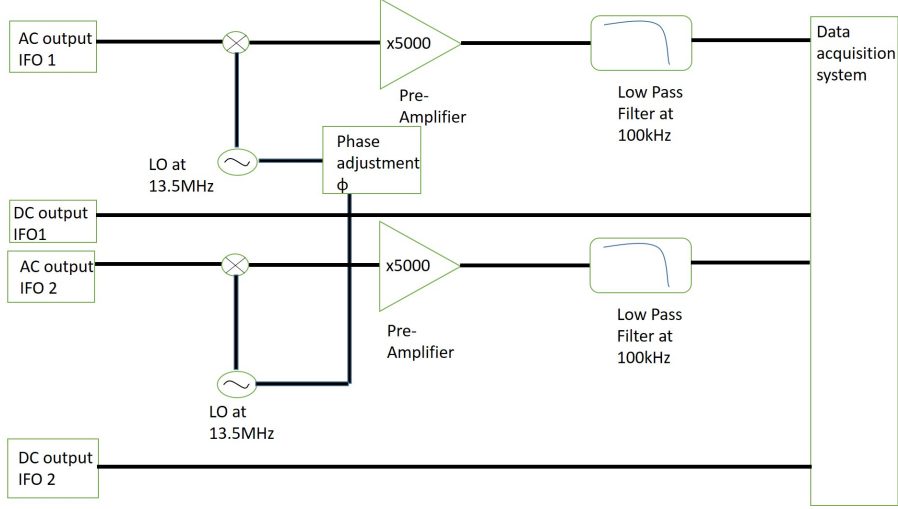 AC output
IFO 1
x5000
Pre-
Amplifier
Low Pass
Filter at
100kHz
Data
acquisition
system
LO at
13.5MHz
Phase
adjustment
ϕ
DC output
IFO1
AC output
IFO 2
x5000
Pre-
Amplifier
Low Pass
Filter at
100kHz
LO at
13.5MHz
DC output
IFO 2